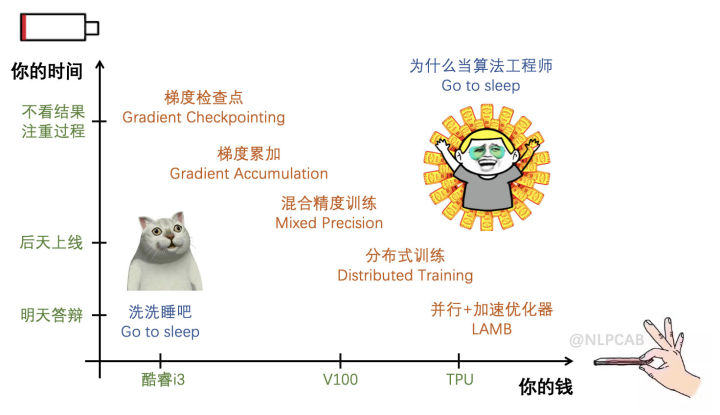 你的时间
为什么当算法工程师
Go to sleep
不看结果
注重过程
梯度检查点
Gradient Checkpointing
梯度累加
Gradient Accumulation
混合精度训练
Mixed Precision
后天上线
分布式训练
Distributed Training
明天答辩
洗洗睡吧
Go to sleep
并行+加速优化器
LAMB
@NLPCAB
酷睿i3
V100
TPU
你的钱